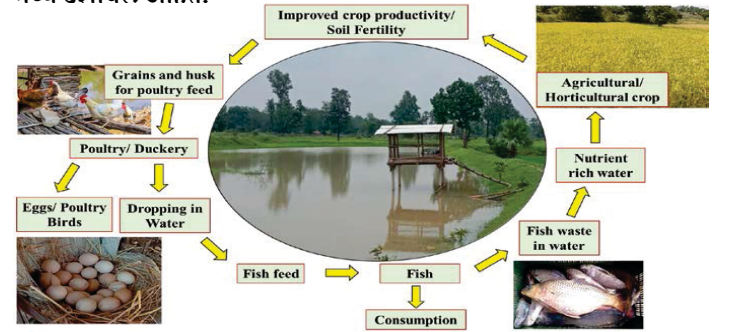 Improved crop productivity/
Soil Fertility
Grains and husk
for poultry feed
Agricultural/
Horticultural crop
Poultry/ Duckery
Nutrient
rich water
Eggs/ Poultry
Birds
Dropping in
Water
Fish waste
in water
Fish feed
Fish
Consumption